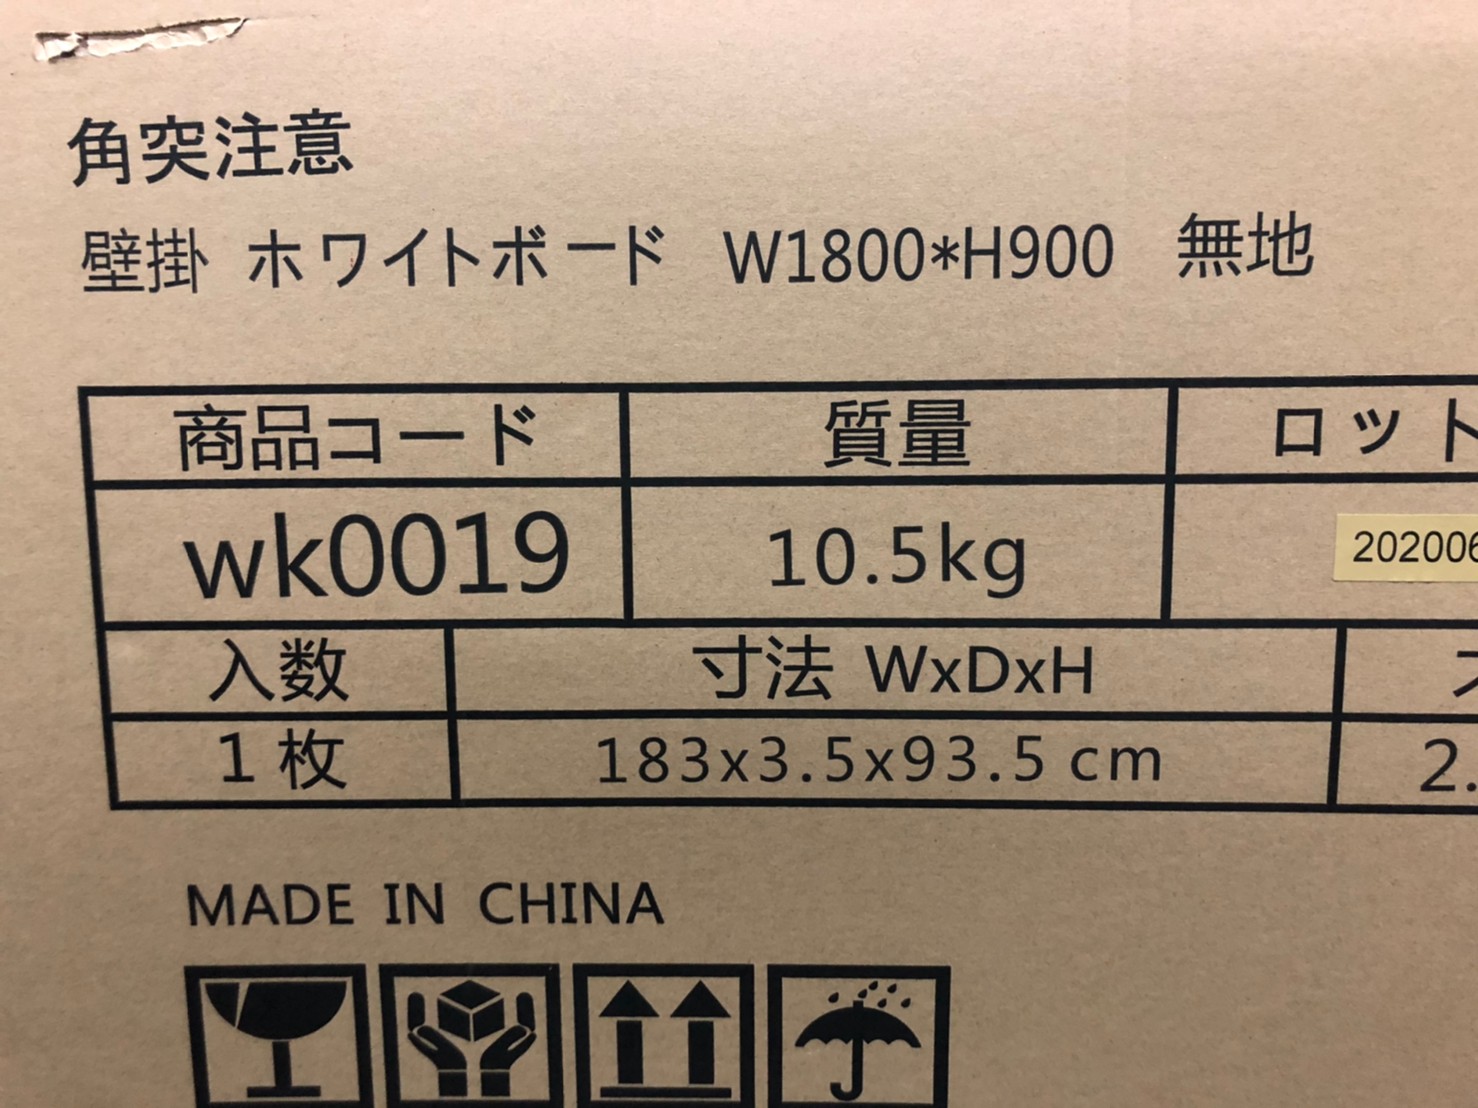 角突注意
壁掛 ホワイトボード W1800*H900 無地
商品コード 質量 ロット
wk0019 10.5kg 202006
入数 寸法 WxDxH
1枚 183x3.5x93.5 cm 2.
MADE IN CHINA